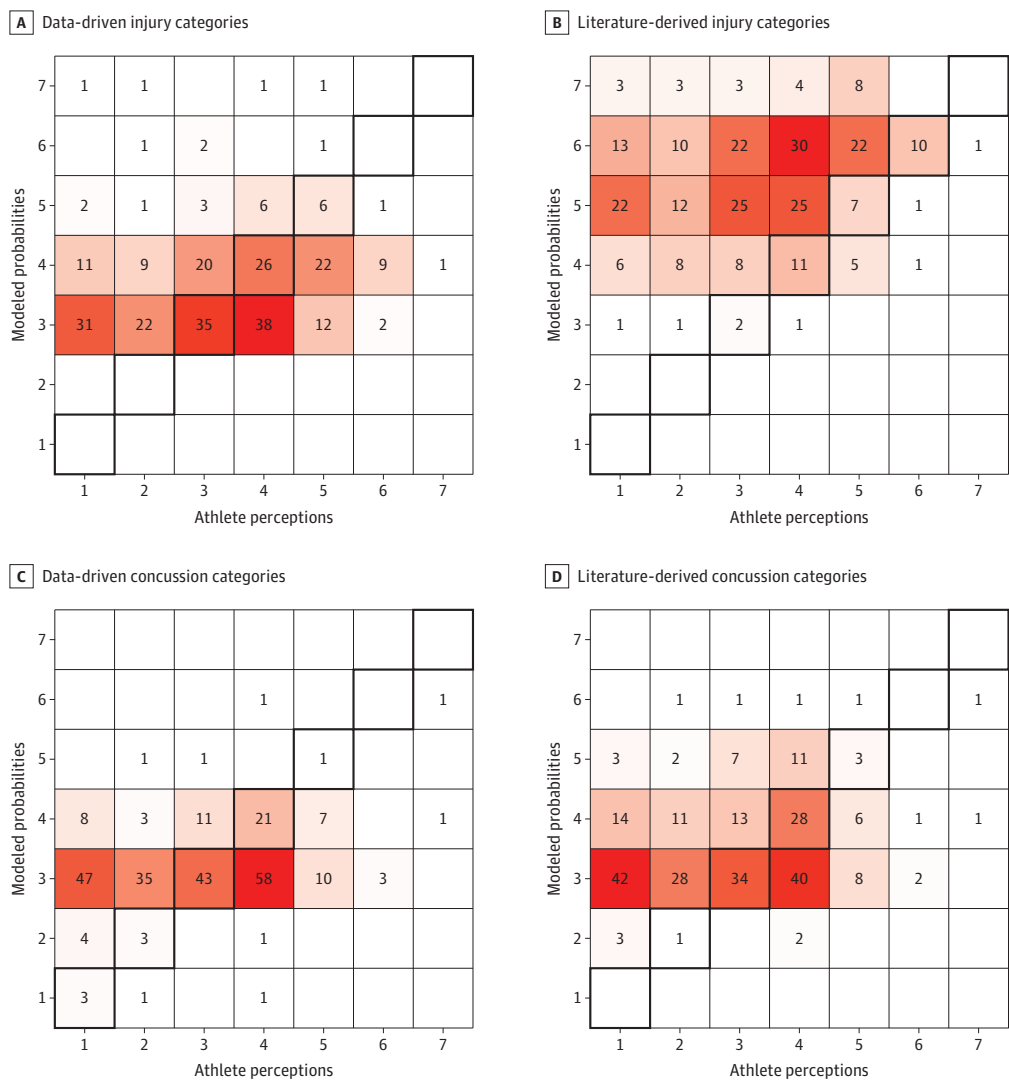 A Data-driven injury categories
7 1 1 1 1
6 1 2 1
5 2 1 3 6 6 1
4 11 9 20 26 22 9 1
3 31 22 35 38 12 2
2
1
1 2 3 4 5 6 7
Modeled probabilities
Athlete perceptions
B Literature-derived injury categories
7 3 3 3 4 8
6 13 10 22 30 22 10 1
5 22 12 25 25 7 1
4 6 8 8 11 5 1
3 1 1 2 1
2
1
1 2 3 4 5 6 7
Modeled probabilities
Athlete perceptions
C Data-driven concussion categories
7
6 1 1
5 1 1 1
4 8 3 11 21 7 1
3 47 35 43 58 10 3
2 4 3 1
1 3 1 1
1 2 3 4 5 6 7
Modeled probabilities
Athlete perceptions
D Literature-derived concussion categories
7
6 1 1 1 1 1
5 3 2 7 11 3
4 14 11 13 28 6 1 1
3 42 28 34 40 8 2
2 3 1 2
1
1 2 3 4 5 6 7
Modeled probabilities
Athlete perceptions